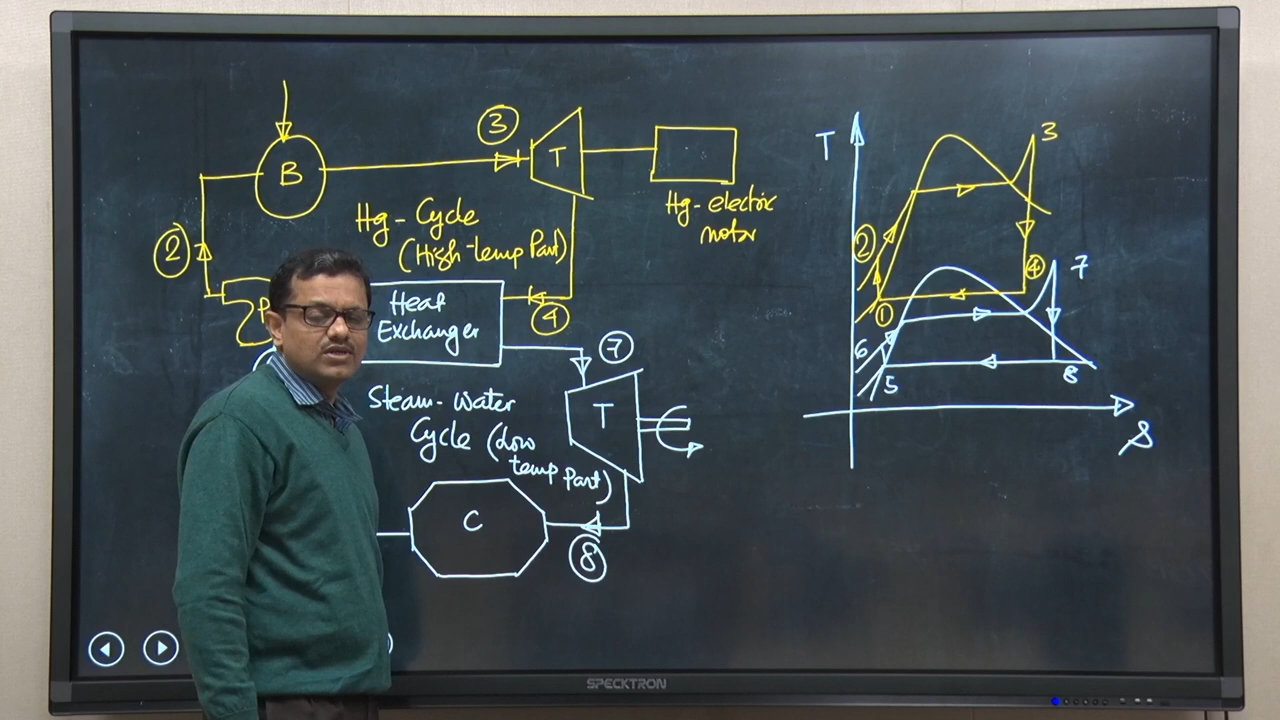 B
3
T
Hg-Cycle
(High-temp Part)
2
Hg-electric
motor
P
Heat
Exchanger
4
7
Steam-Water
Cycle (Low
temp Part)
T
C
8
T
3
2
4
7
1
6
5
8
S
SPECKTRON